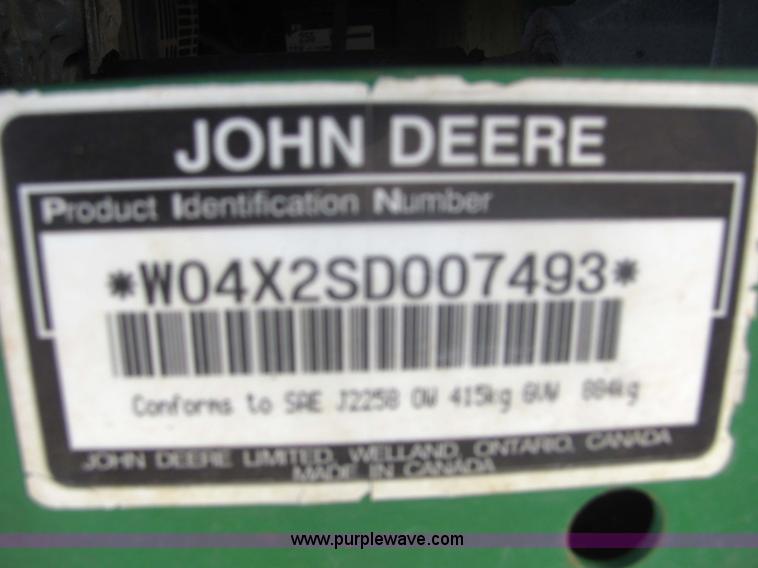 JOHN DEERE
Product Identification Number
*W04X2SD007493*
Conforms to SAE J2258 OW 415kg GVW 884kg
JOHN DEERE LIMITED, WELLAND, ONTARIO, CANADA
MADE IN CANADA
www.purplewave.com